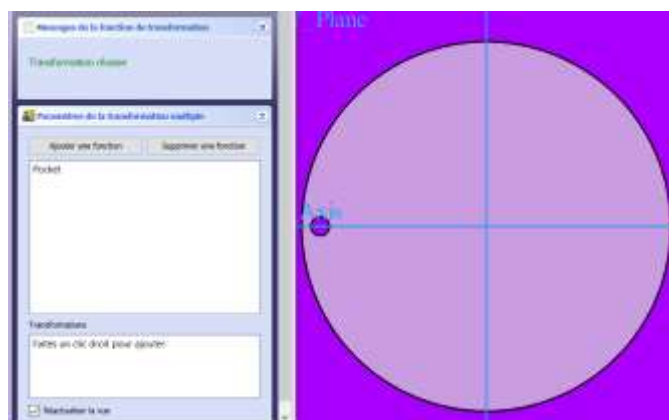 Messages de la fonction de transformation
Transformation réussie
Paramètres de la transformation multiple
Ajouter une fonction
Supprimer une fonction
Pocket
Transformations
Faites un clic droit pour ajouter
Réactualiser la vue
Plane
Axis